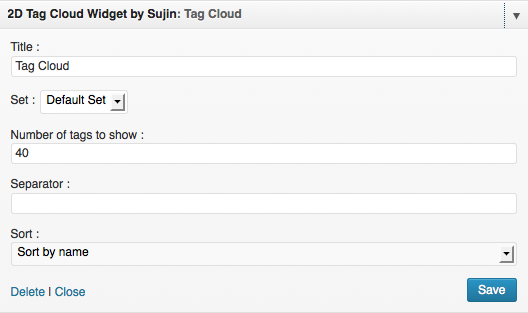 2D Tag Cloud Widget by Sujin: Tag Cloud
Title :
Tag Cloud
Set : Default Set
Number of tags to show :
40
Separator :
Sort :
Sort by name
Delete | Close Save